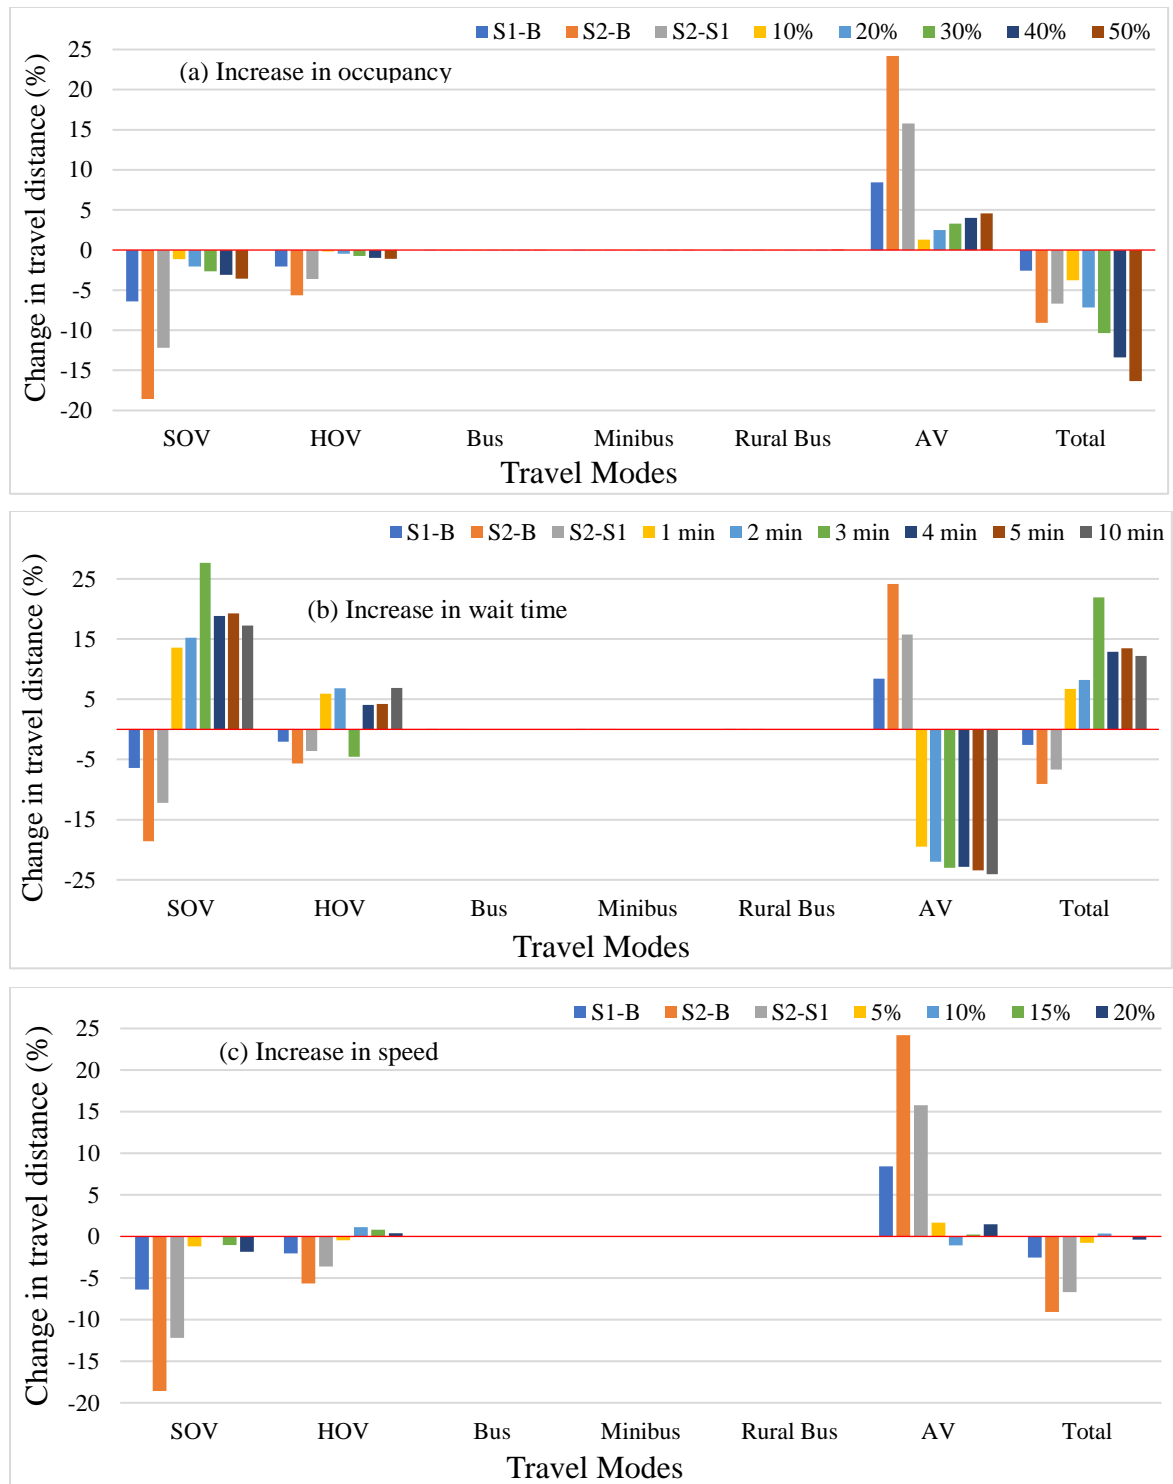 S1-B S2-B S2-S1 10% 20% 30% 40% 50%
(a) Increase in occupancy
Change in travel distance (%)
25
20
15
10
5
0
-5
-10
-15
-20
SOV HOV Bus Minibus Rural Bus AV Total
Travel Modes
S1-B S2-B S2-S1 1 min 2 min 3 min 4 min 5 min 10 min
(b) Increase in wait time
Change in travel distance (%)
25
15
5
-5
-15
-25
SOV HOV Bus Minibus Rural Bus AV Total
Travel Modes
S1-B S2-B S2-S1 5% 10% 15% 20%
(c) Increase in speed
Change in travel distance (%)
25
20
15
10
5
0
-5
-10
-15
-20
SOV HOV Bus Minibus Rural Bus AV Total
Travel Modes